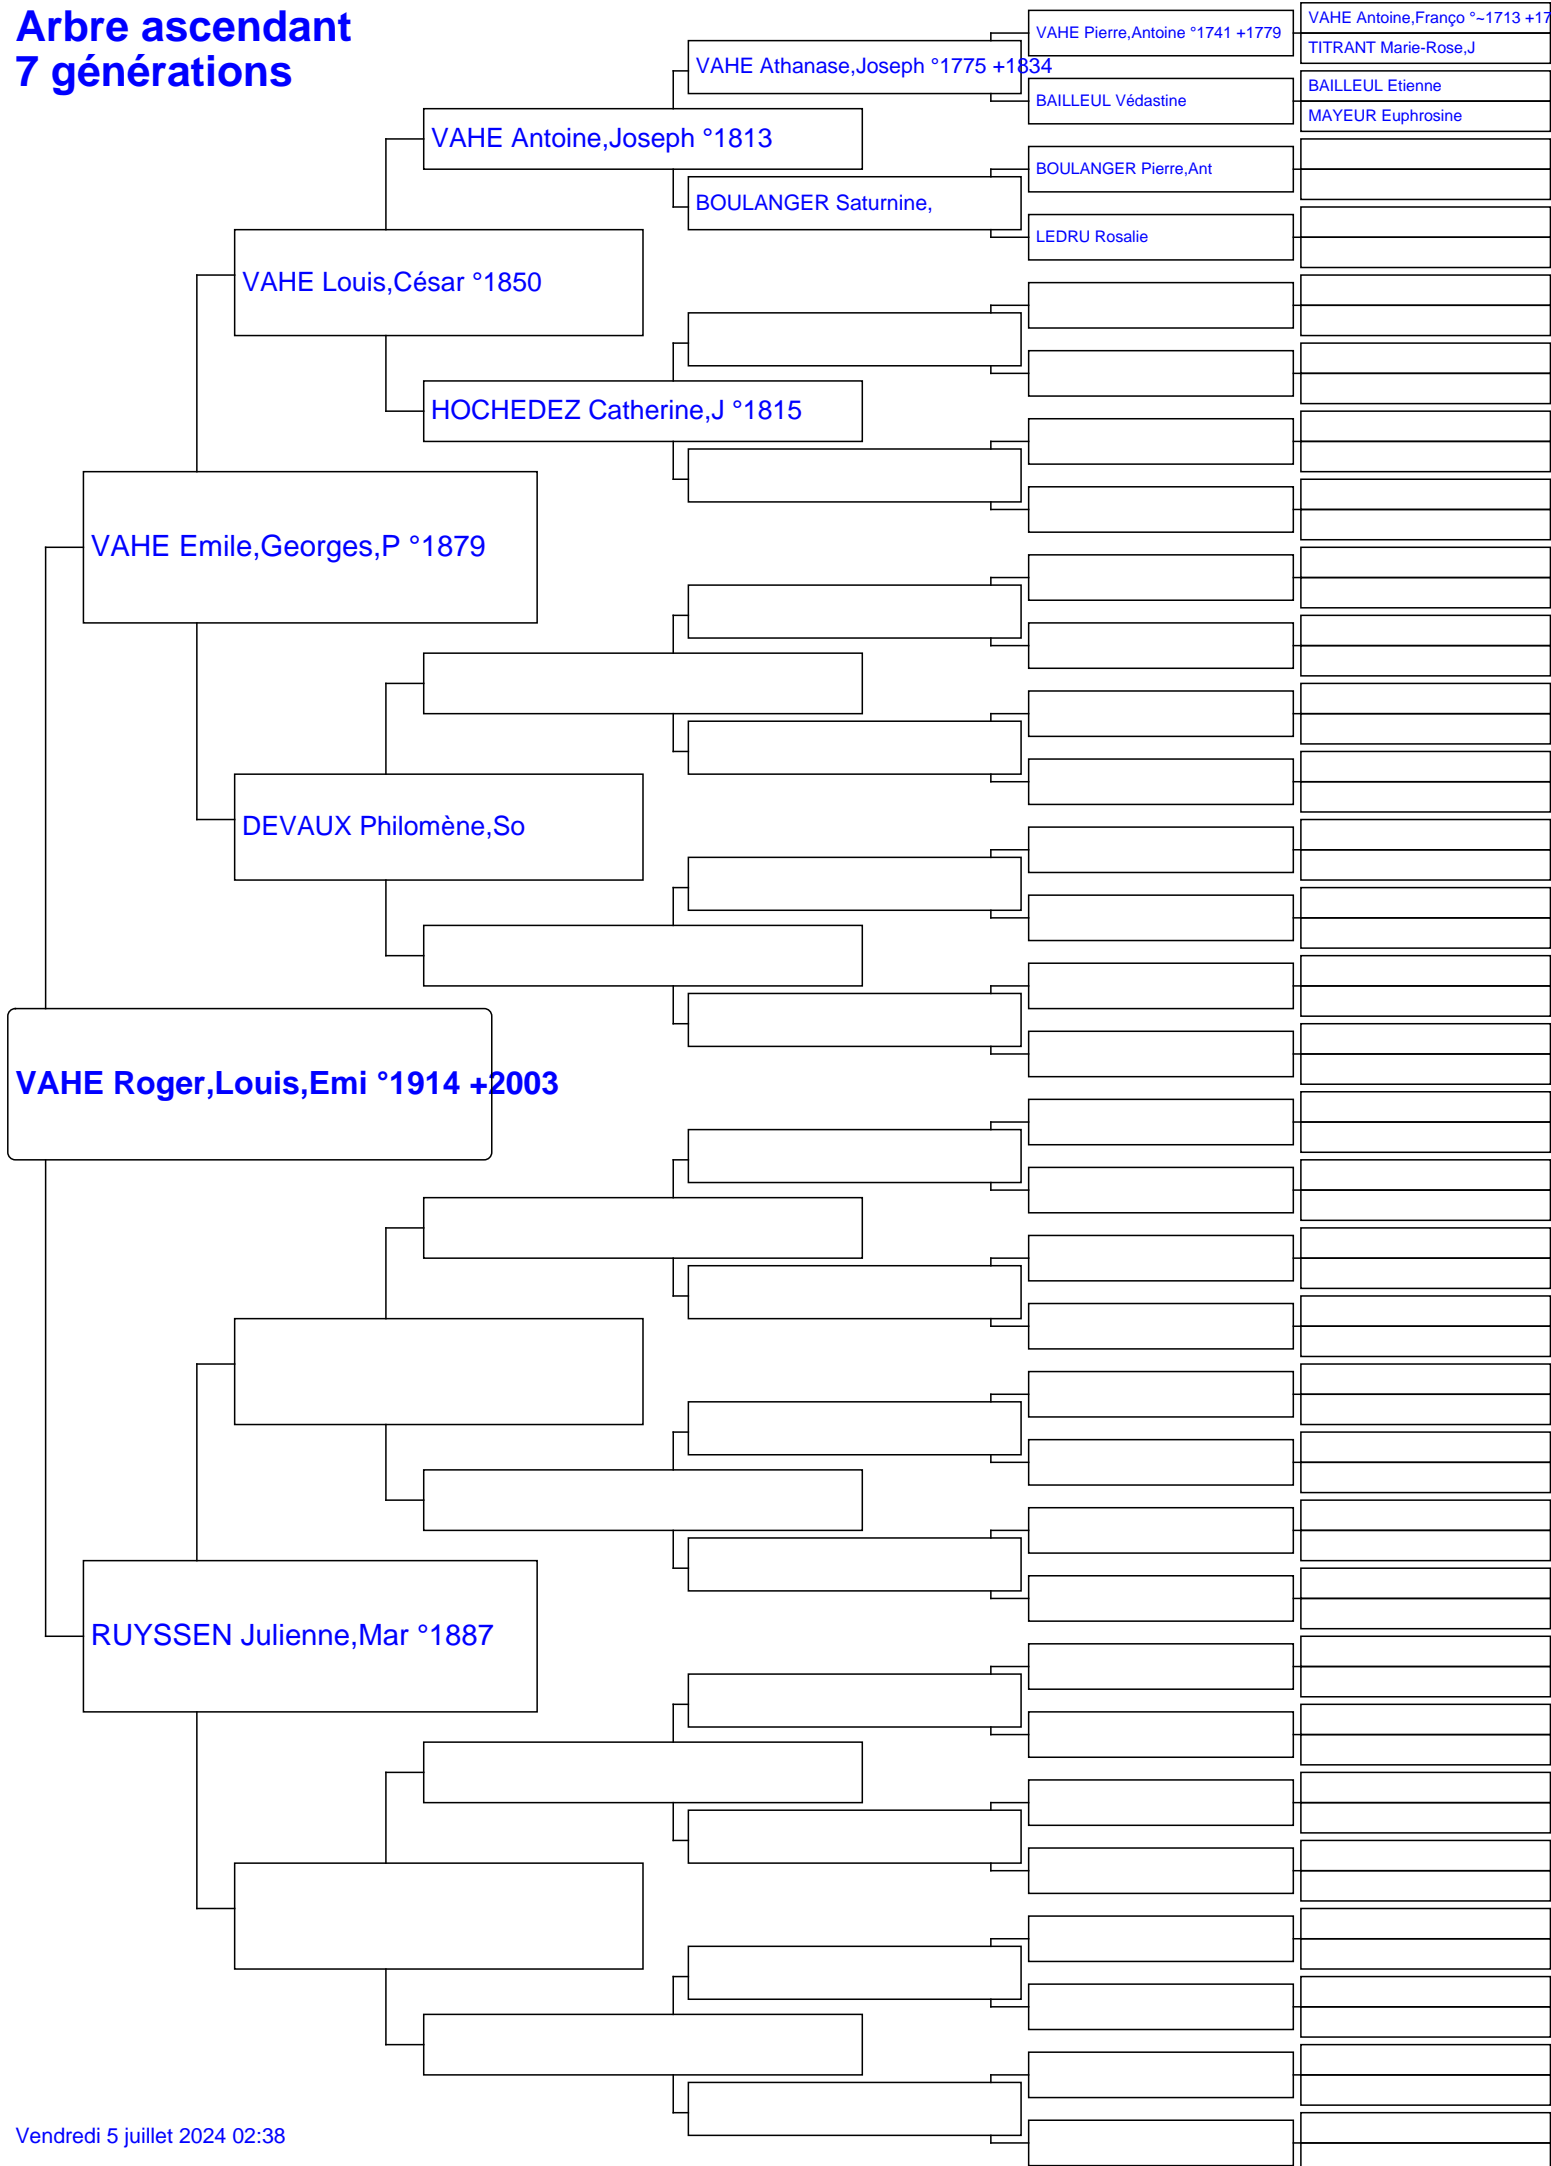 Arbre ascendant
7 générations
VAHE Antoine,Franço °~1713 +17
VAHE Pierre,Antoine °1741 +1779
TITRANT Marie-Rose,J
VAHE Athanase,Joseph °1775 +1834
BAILLEUL Etienne
BAILLEUL Védastine
MAYEUR Euphrosine
VAHE Antoine,Joseph °1813
BOULANGER Pierre,Ant
BOULANGER Saturnine,
LEDRU Rosalie
VAHE Louis,César °1850
HOCHEDEZ Catherine,J °1815
VAHE Emile,Georges,P °1879
DEVAUX Philomène,So
VAHE Roger,Louis,Emi °1914 +2003
RUYSSEN Julienne,Mar °1887
Vendredi 5 juillet 2024 02:38